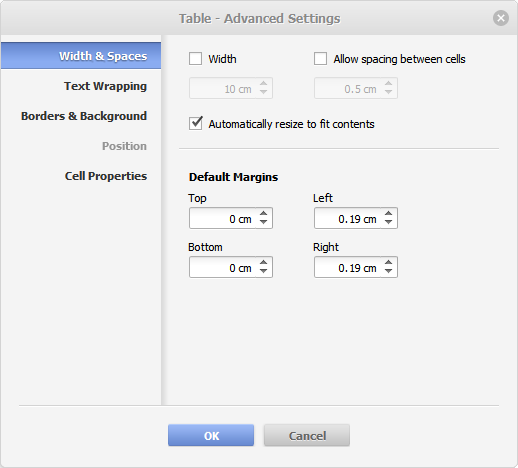 Table - Advanced Settings
Width & Spaces
Text Wrapping
Borders & Background
Position
Cell Properties
Width
Allow spacing between cells
10 cm
0.5 cm
Automatically resize to fit contents
Default Margins
Top
Left
0 cm
0.19 cm
Bottom
Right
0 cm
0.19 cm
OK
Cancel